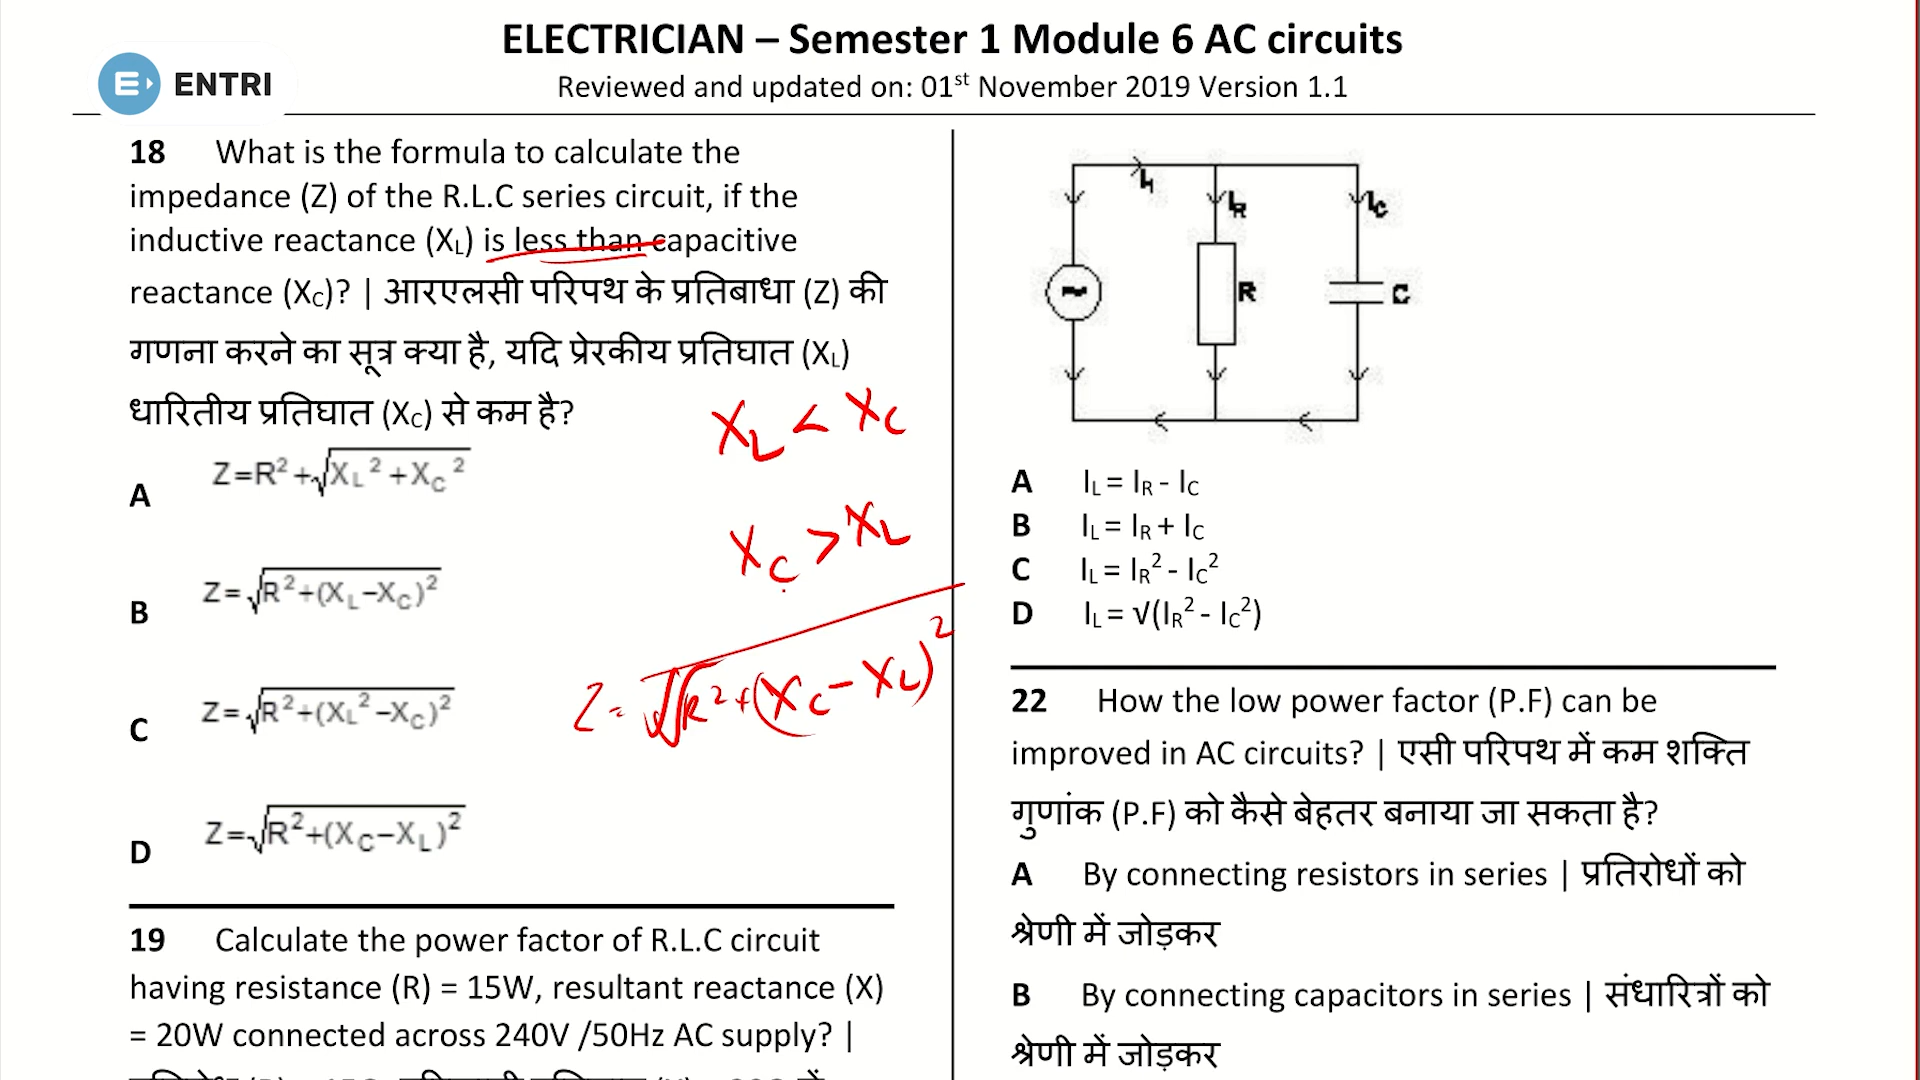 ELECTRICIAN – Semester 1 Module 6 AC circuits
Reviewed and updated on: 01st November 2019 Version 1.1
E ENTRI
18 What is the formula to calculate the
impedance (Z) of the R.L.C series circuit, if the
inductive reactance (XL) is less than capacitive
reactance (XC)? | आरएलसी परिपथ के प्रतिबाधा (Z) की
गणना करने का सूत्र क्या है, यदि प्रेरकीय प्रतिघात (XL)
धारितीय प्रतिघात (XC) से कम है?
A Z=R²+√XL²+XC²
B Z=√R²+(XL–XC)²
C Z=√R²+(XL²–XC)²
D Z=√R²+(XC–XL)²
XL < XC
XC > XL
Z = √R²+(XC–XL)²
19 Calculate the power factor of R.L.C circuit
having resistance (R) = 15W, resultant reactance (X)
= 20W connected across 240V /50Hz AC supply? |
IR
IC
R
C
A IL = IR - IC
B IL = IR + IC
C IL = IR² - IC²
D IL = √(IR² - IC²)
22 How the low power factor (P.F) can be
improved in AC circuits? | एसी परिपथ में कम शक्ति
गुणांक (P.F) को कैसे बेहतर बनाया जा सकता है?
A By connecting resistors in series | प्रतिरोधों को
श्रेणी में जोड़कर
B By connecting capacitors in series | संधारित्रों को
श्रेणी में जोड़कर